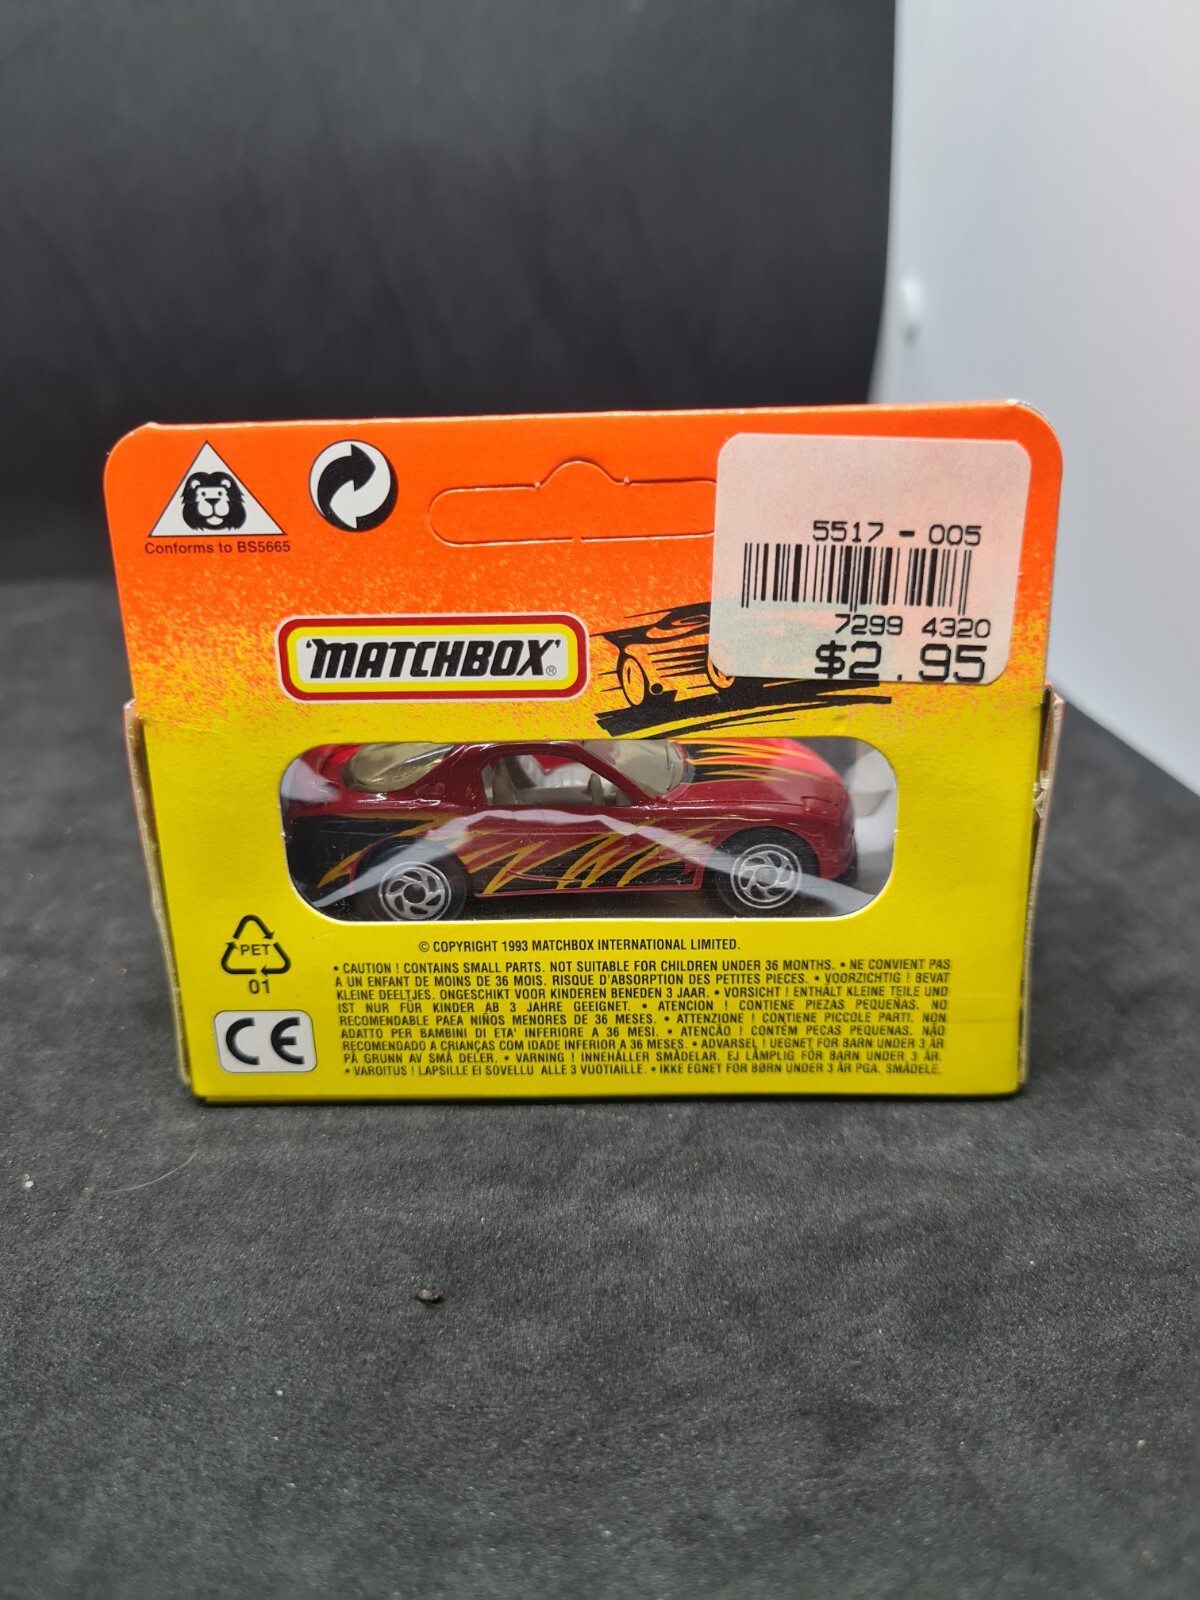 Conforms to BS5665
5517 - 005
7299 4320
$2.95
'MATCHBOX'®
PET
01
CE
© COPYRIGHT 1993 MATCHBOX INTERNATIONAL LIMITED.
• CAUTION ! CONTAINS SMALL PARTS. NOT SUITABLE FOR CHILDREN UNDER 36 MONTHS. • NE CONVIENT PAS
A UN ENFANT DE MOINS DE 36 MOIS. RISQUE D'ABSORPTION DES PETITES PIECES. • VOORZICHTIG ! BEVAT
KLEINE DEELTJES. ONGESCHIKT VOOR KINDEREN BENEDEN 3 JAAR. • VORSICHT ! ENTHÄLT KLEINE TEILE UND
IST NUR FÜR KINDER AB 3 JAHRE GEEIGNET. • ATENCION ! CONTIENE PIEZAS PEQUEÑAS. NO
RECOMENDABLE PAEA NIÑOS MENORES DE 36 MESES. • ATTENZIONE ! CONTIENE PICCOLE PARTI. NON
ADATTO PER BAMBINI DI ETA' INFERIORE A 36 MESI. • ATENCÃO ! CONTÉM PECAS PEQUENAS. NÃO
RECOMENDADO A CRIANÇAS COM IDADE INFERIOR A 36 MESES. • ADVARSEL ! UEGNET FOR BARN UNDER 3 ÅR
PÅ GRUNN AV SMÅ DELER. • VARNING ! INNEHÅLLER SMÅDELAR. EJ LÄMPLIG FÖR BARN UNDER 3 ÅR.
• VAROITUS ! LAPSILLE EI SOVELLU ALLE 3 VUOTIAILLE. • IKKE EGNET FOR BØRN UNDER 3 ÅR PGA. SMÅDELE.